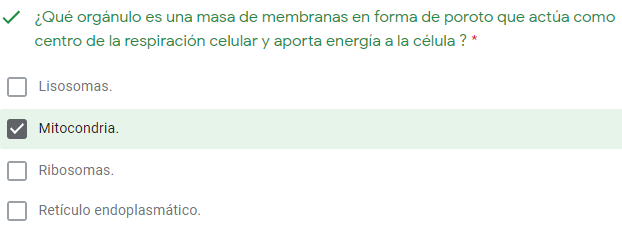 ¿Qué orgánulo es una masa de membranas en forma de poroto que actúa como
centro de la respiración celular y aporta energía a la célula ? *
Lisosomas.
Mitocondria.
Ribosomas.
Retículo endoplasmático.